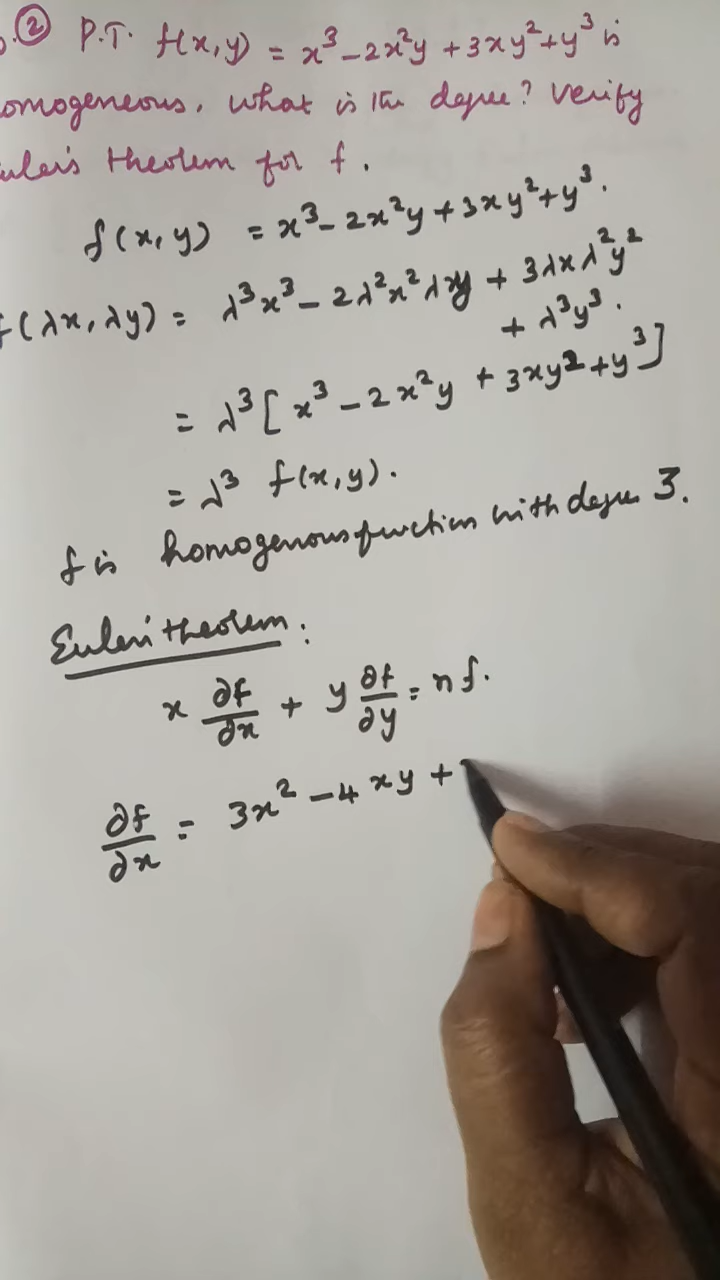 ② P.T. f(x,y) = x³-2x²y+3xy²+y³ is
omogeneous. What is the degree? Verify
uler's theorem for f.
f(x,y) = x³-2x²y+3xy²+y³.
f(λx,λy) = λ³x³-2λ²x²λy + 3λxλ²y²
+ λ³y³.
= λ³[x³-2x²y + 3xy²+y³]
= λ³ f(x,y).
f is homogenous function with degree 3.
Euler's theorem:
x ∂f/∂x + y ∂f/∂y = nf.
∂f/∂x = 3x²-4xy+